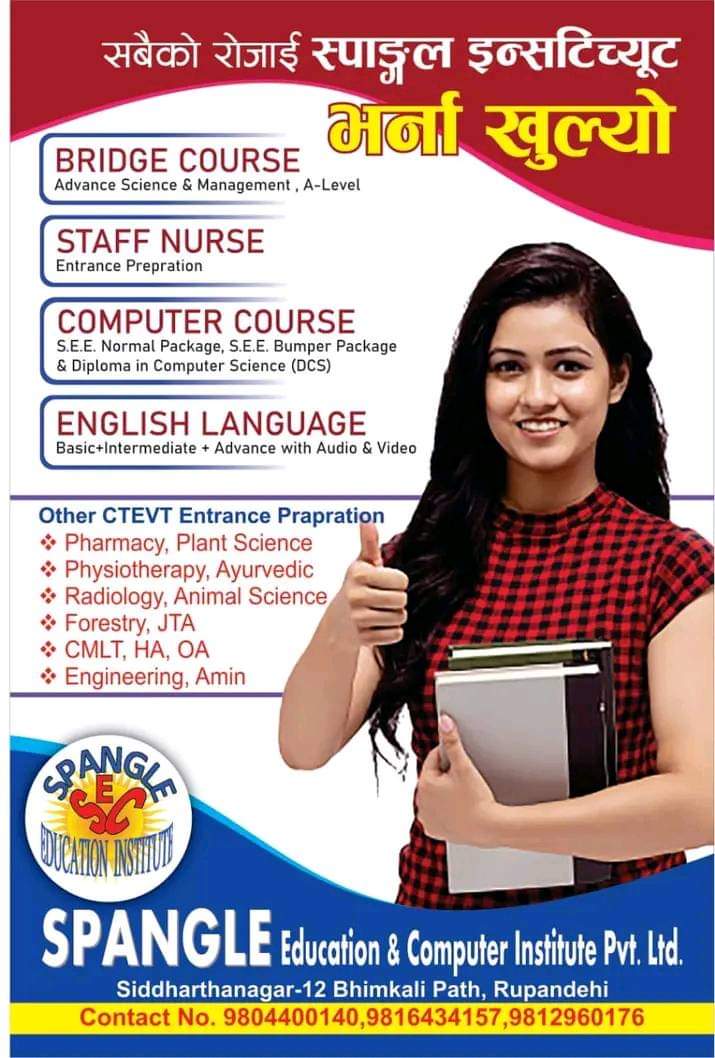 सबैको रोजाई स्पाङ्गल इन्सटिच्यूट
भर्ना खुल्यो
BRIDGE COURSE
Advance Science & Management , A-Level
STAFF NURSE
Entrance Prepration
COMPUTER COURSE
S.E.E. Normal Package, S.E.E. Bumper Package
& Diploma in Computer Science (DCS)
ENGLISH LANGUAGE
Basic+Intermediate + Advance with Audio & Video
Other CTEVT Entrance Prapration
❖ Pharmacy, Plant Science
❖ Physiotherapy, Ayurvedic
❖ Radiology, Animal Science
❖ Forestry, JTA
❖ CMLT, HA, OA
❖ Engineering, Amin
SPANGLE
ESC
EDUCATION INSTITUTE
SPANGLE Education & Computer Institute Pvt. Ltd.
Siddharthanagar-12 Bhimkali Path, Rupandehi
Contact No. 9804400140,9816434157,9812960176